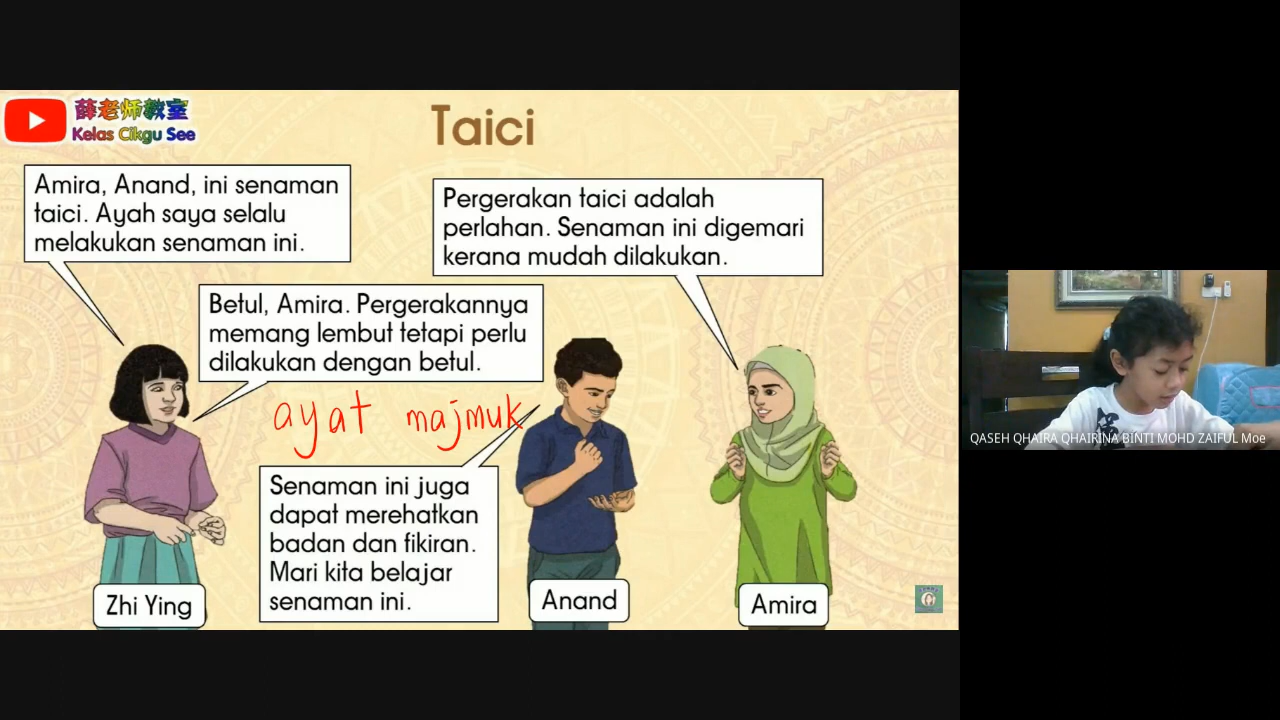 薛老师教室
Kelas Cikgu See
Taici
Amira, Anand, ini senaman
taici. Ayah saya selalu
melakukan senaman ini.
Pergerakan taici adalah
perlahan. Senaman ini digemari
kerana mudah dilakukan.
Betul, Amira. Pergerakannya
memang lembut tetapi perlu
dilakukan dengan betul.
ayat majmuk
Senaman ini juga
dapat merehatkan
badan dan fikiran.
Mari kita belajar
senaman ini.
Zhi Ying
Anand
Amira
QASEH QHAIRA QHAIRINA BINTI MOHD ZAIFUL Moe